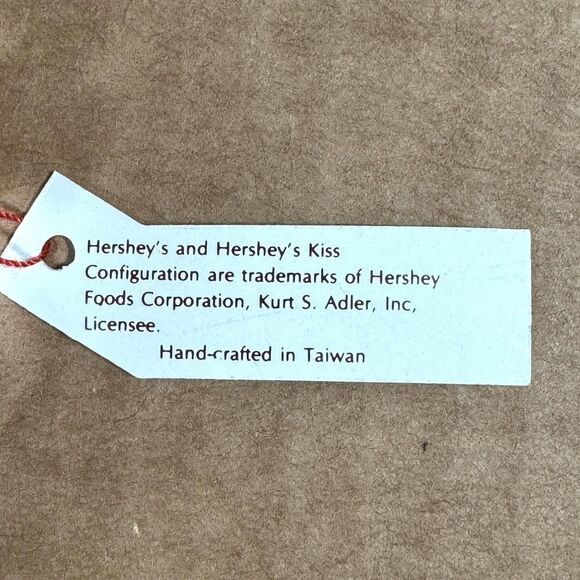 Hershey's and Hershey's Kiss
Configuration are trademarks of Hershey
Foods Corporation, Kurt S. Adler, Inc,
Licensee.
Hand-crafted in Taiwan